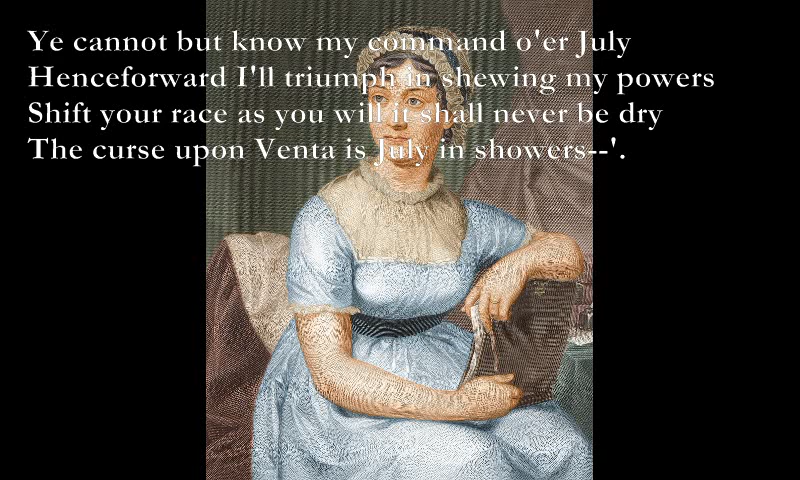 Ye cannot but know my command o'er July
Henceforward I'll triumph in shewing my powers
Shift your race as you will it shall never be dry
The curse upon Venta is July in showers--'.